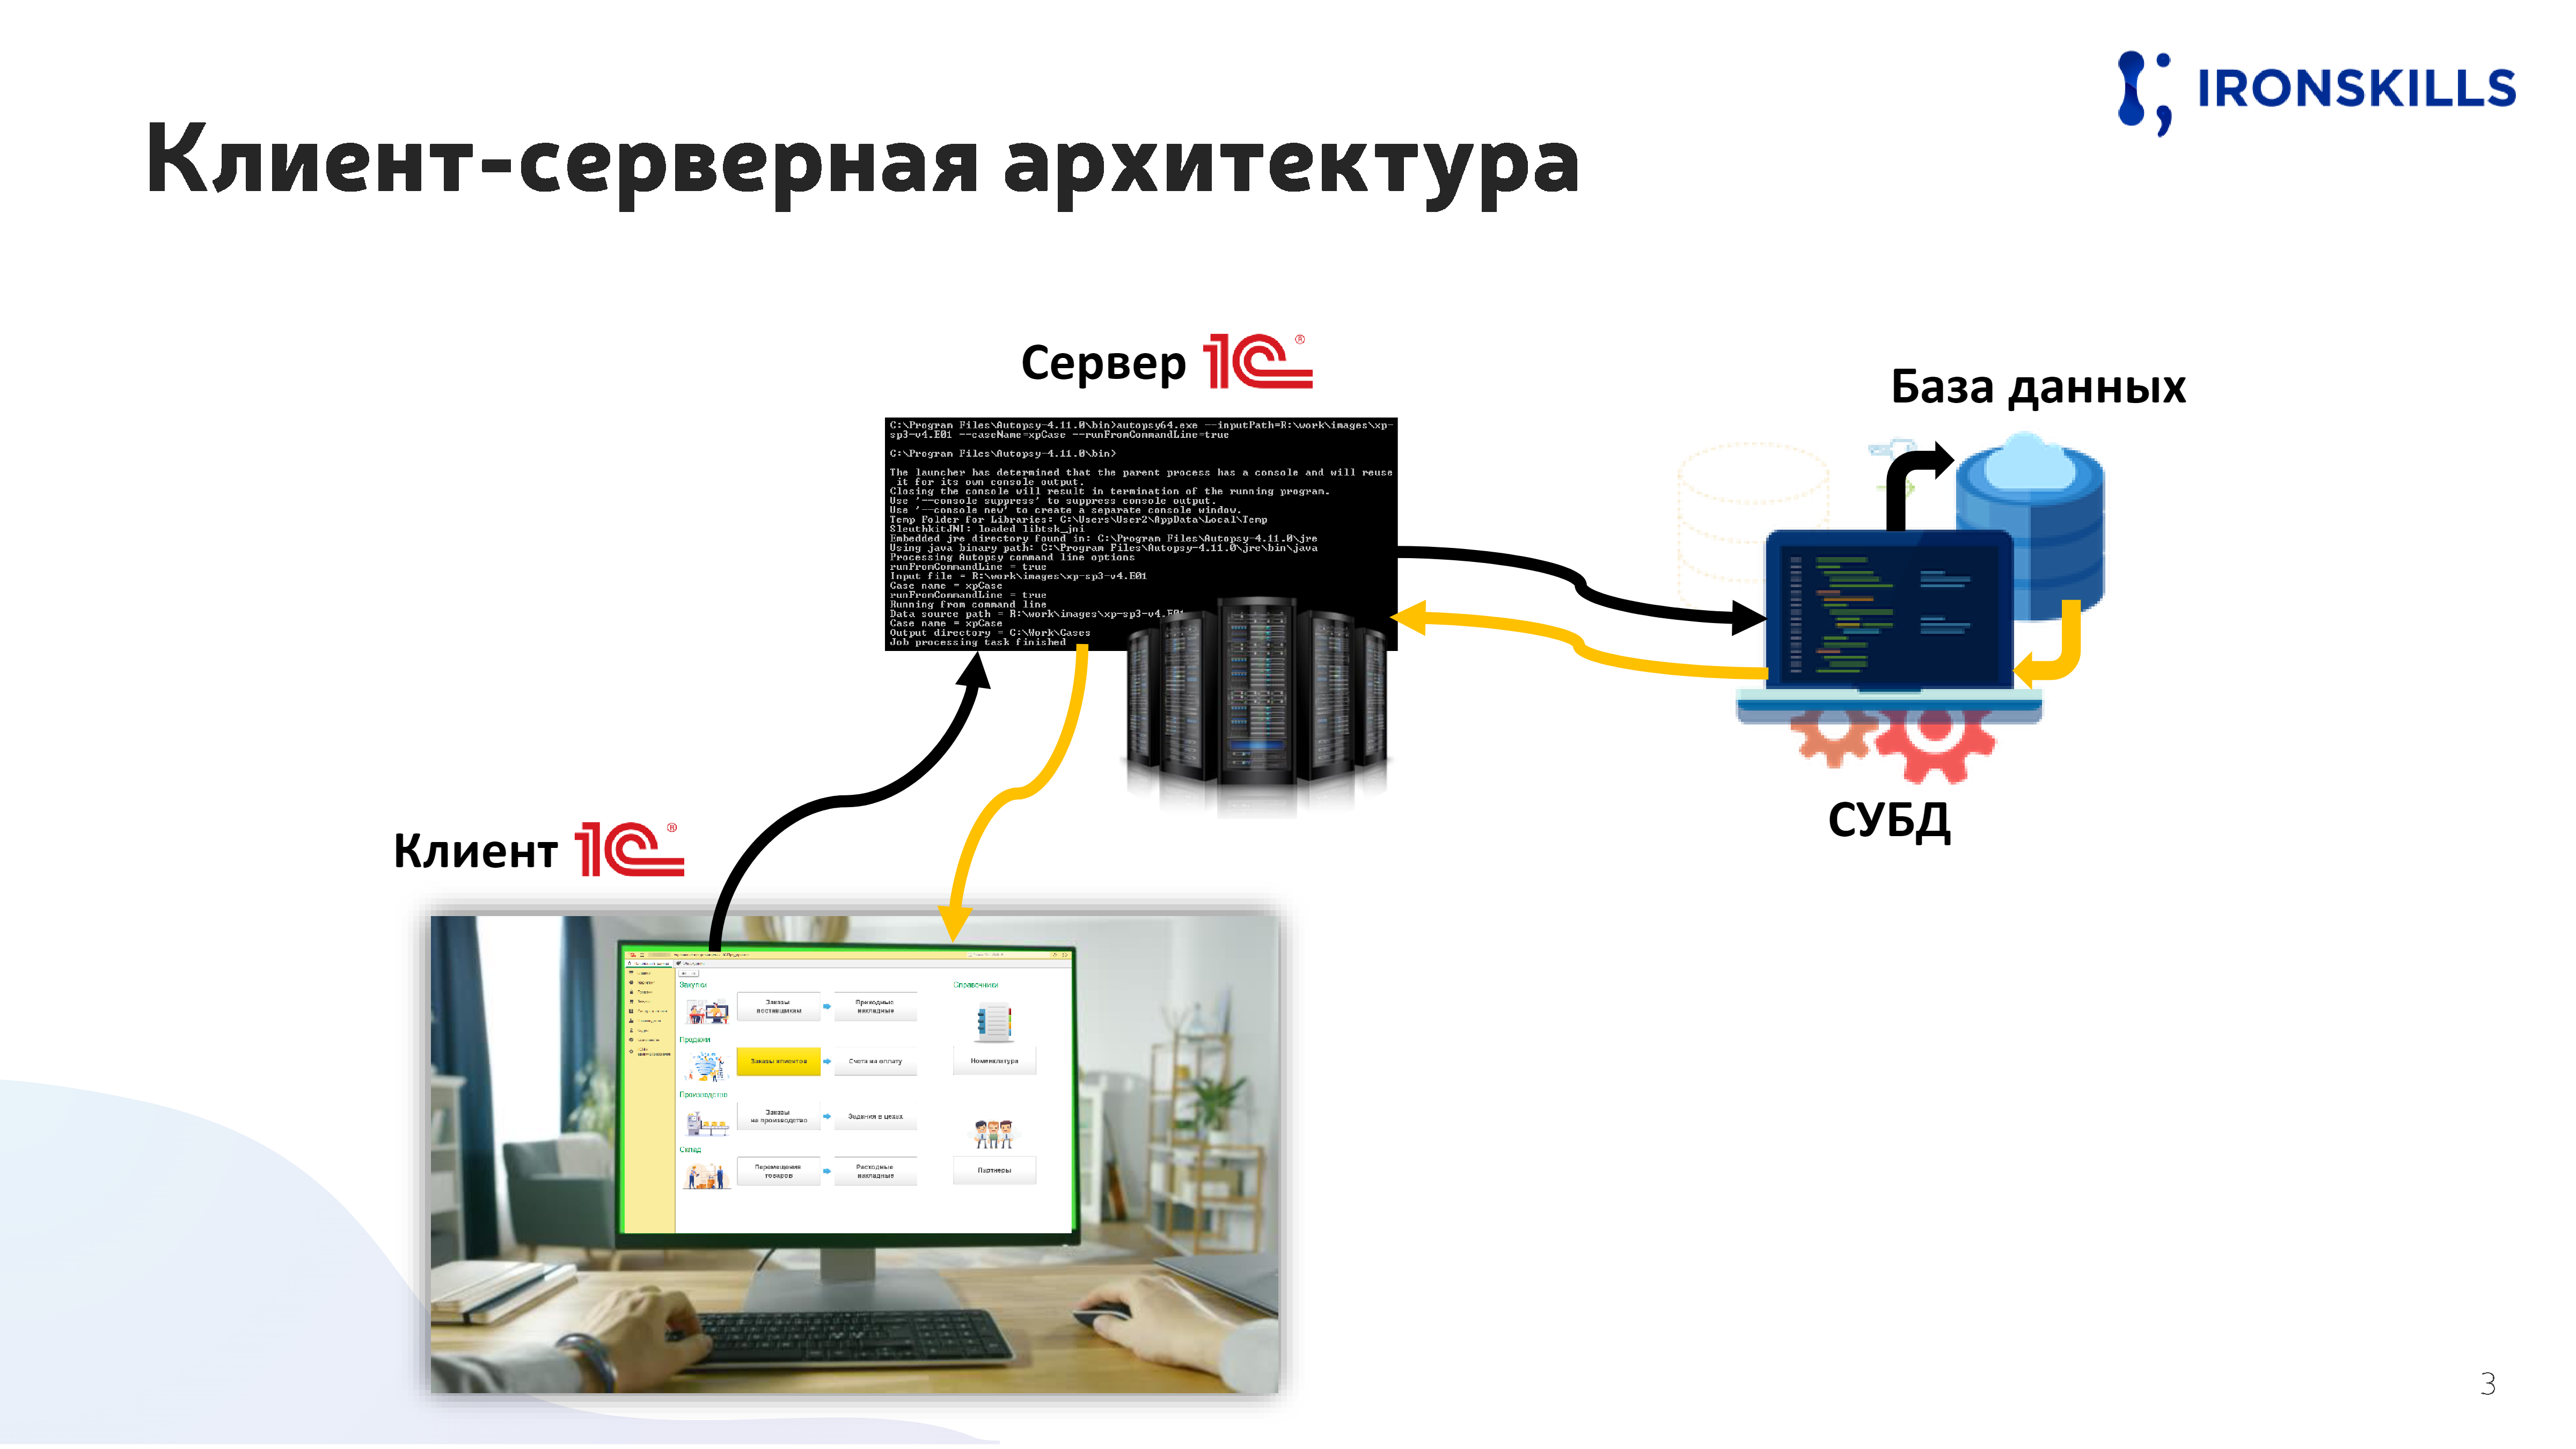 IRONSKILLS
Клиент-серверная архитектура
Сервер 1С®
База данных
C:\Program Files\Autopsy-4.11.0\bin>autopsy64.exe --inputPath=R:\work\images\xp-
sp3-v4.E01 --caseName=xpCase --runFromCommandLine=true
C:\Program Files\Autopsy-4.11.0\bin>
The launcher has determined that the parent process has a console and will reuse
it for its own console output.
Closing the console will result in termination of the running program.
Use '--console suppress' to suppress console output.
Use '--console new' to create a separate console window.
Temp Folder for Libraries: C:\Users\User2\AppData\Local\Temp
SleuthkitJNI: loaded libtsk_jni
Embedded jre directory found in: C:\Program Files\Autopsy-4.11.0\jre
Using java binary path: C:\Program Files\Autopsy-4.11.0\jre\bin\java
Processing Autopsy command line options
runFromCommandLine = true
Input file = R:\work\images\xp-sp3-v4.E01
Case name = xpCase
runFromCommandLine = true
Running from command line
Data source path = R:\work\images\xp-sp3-v4.E01
Case name = xpCase
Output directory = C:\Work\Cases
Job processing task finished
СУБД
Клиент 1С®
Закупки
Справочники
Заказы
поставщикам
Приходные
накладные
Продажи
Заказы клиентов
Счета на оплату
Номенклатура
Производство
Заказы
на производство
Задания в цехах
Склад
Перемещения
товаров
Расходные
накладные
Партнеры
3